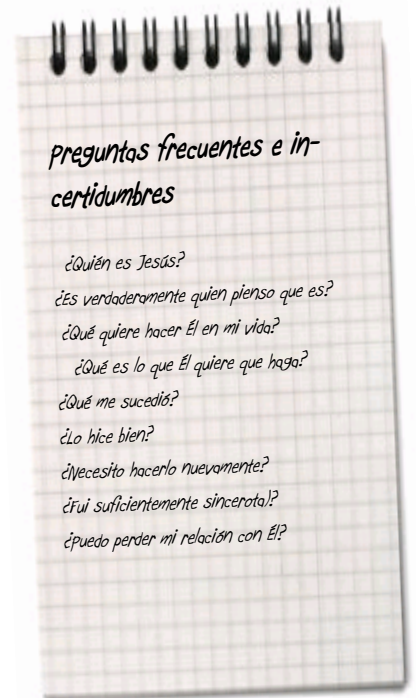 Preguntas frecuentes e in-
certidumbres
¿Quién es Jesús?
¿Es verdaderamente quien pienso que es?
¿Qué quiere hacer Él en mi vida?
¿Qué es lo que Él quiere que haga?
¿Qué me sucedió?
¿Lo hice bien?
¿Necesito hacerlo nuevamente?
¿Fui suficientemente sincero(a)?
¿Puedo perder mi relación con Él?